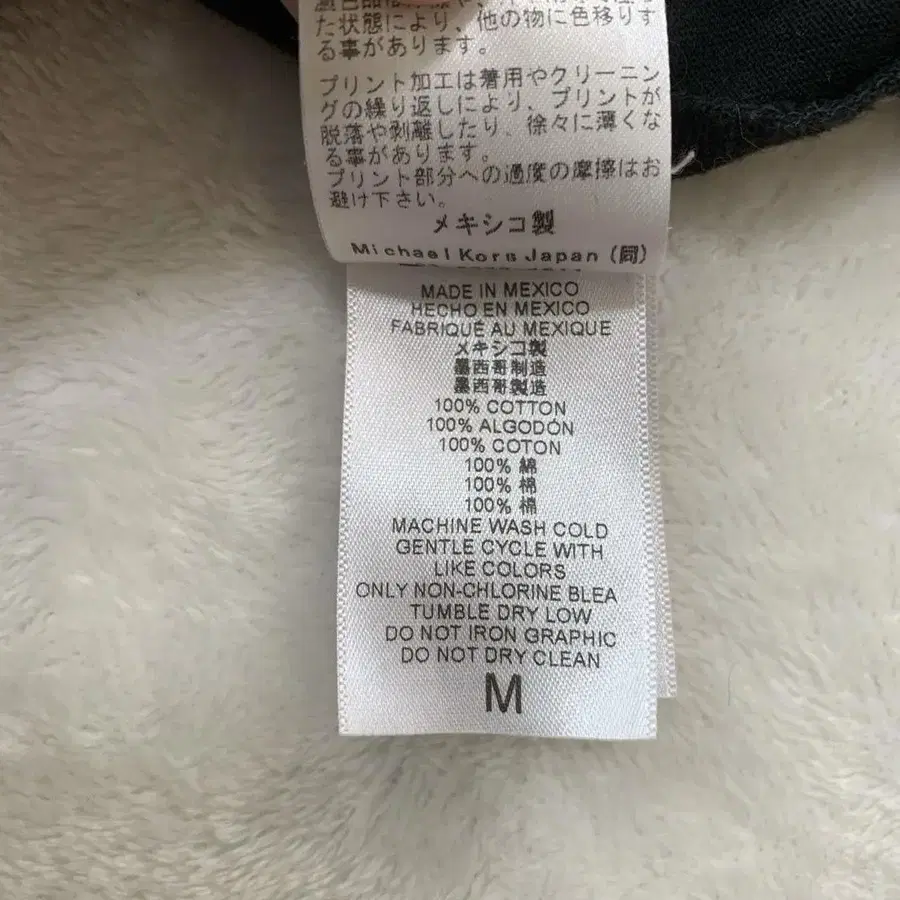 た状態により、他の物に色移りす
る事があります。
プリント加工は着用やクリーニン
グの繰り返しにより、プリントが
脱落や剥離したり、徐々に薄くな
る事があります。
プリント部分への過度の摩擦はお
避け下さい。
メキシコ製
Michael Kors Japan (同)
MADE IN MEXICO
HECHO EN MEXICO
FABRIQUÉ AU MEXIQUE
メキシコ製
墨西哥制造
墨西哥製造
100% COTTON
100% ALGODÓN
100% COTON
100% 綿
100% 棉
100% 棉
MACHINE WASH COLD
GENTLE CYCLE WITH
LIKE COLORS
ONLY NON-CHLORINE BLEA
TUMBLE DRY LOW
DO NOT IRON GRAPHIC
DO NOT DRY CLEAN
M